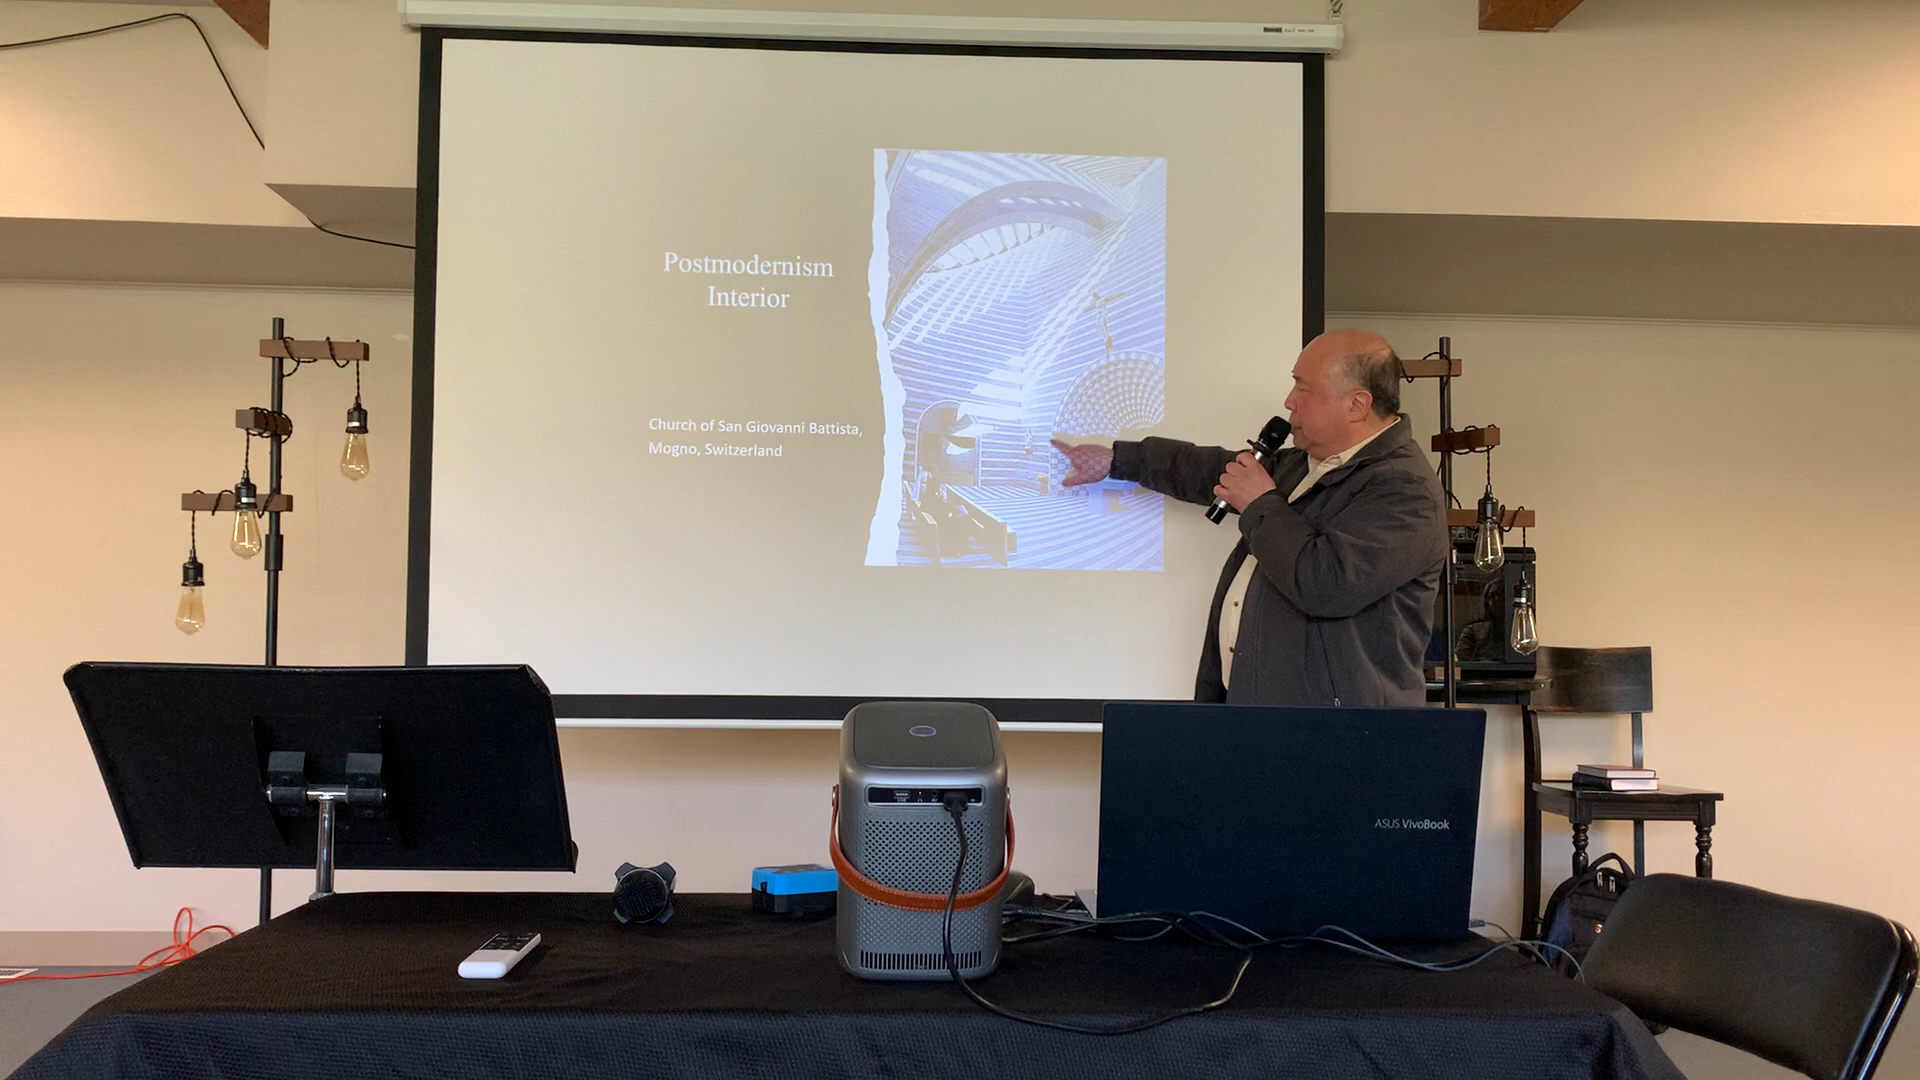 Postmodernism
Interior
Church of San Giovanni Battista,
Mogno, Switzerland
ASUS VivoBook